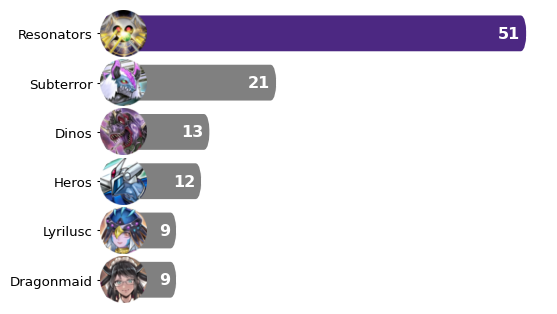 Resonators 51
Subterror 21
Dinos 13
Heros 12
Lyrilusc 9
Dragonmaid 9